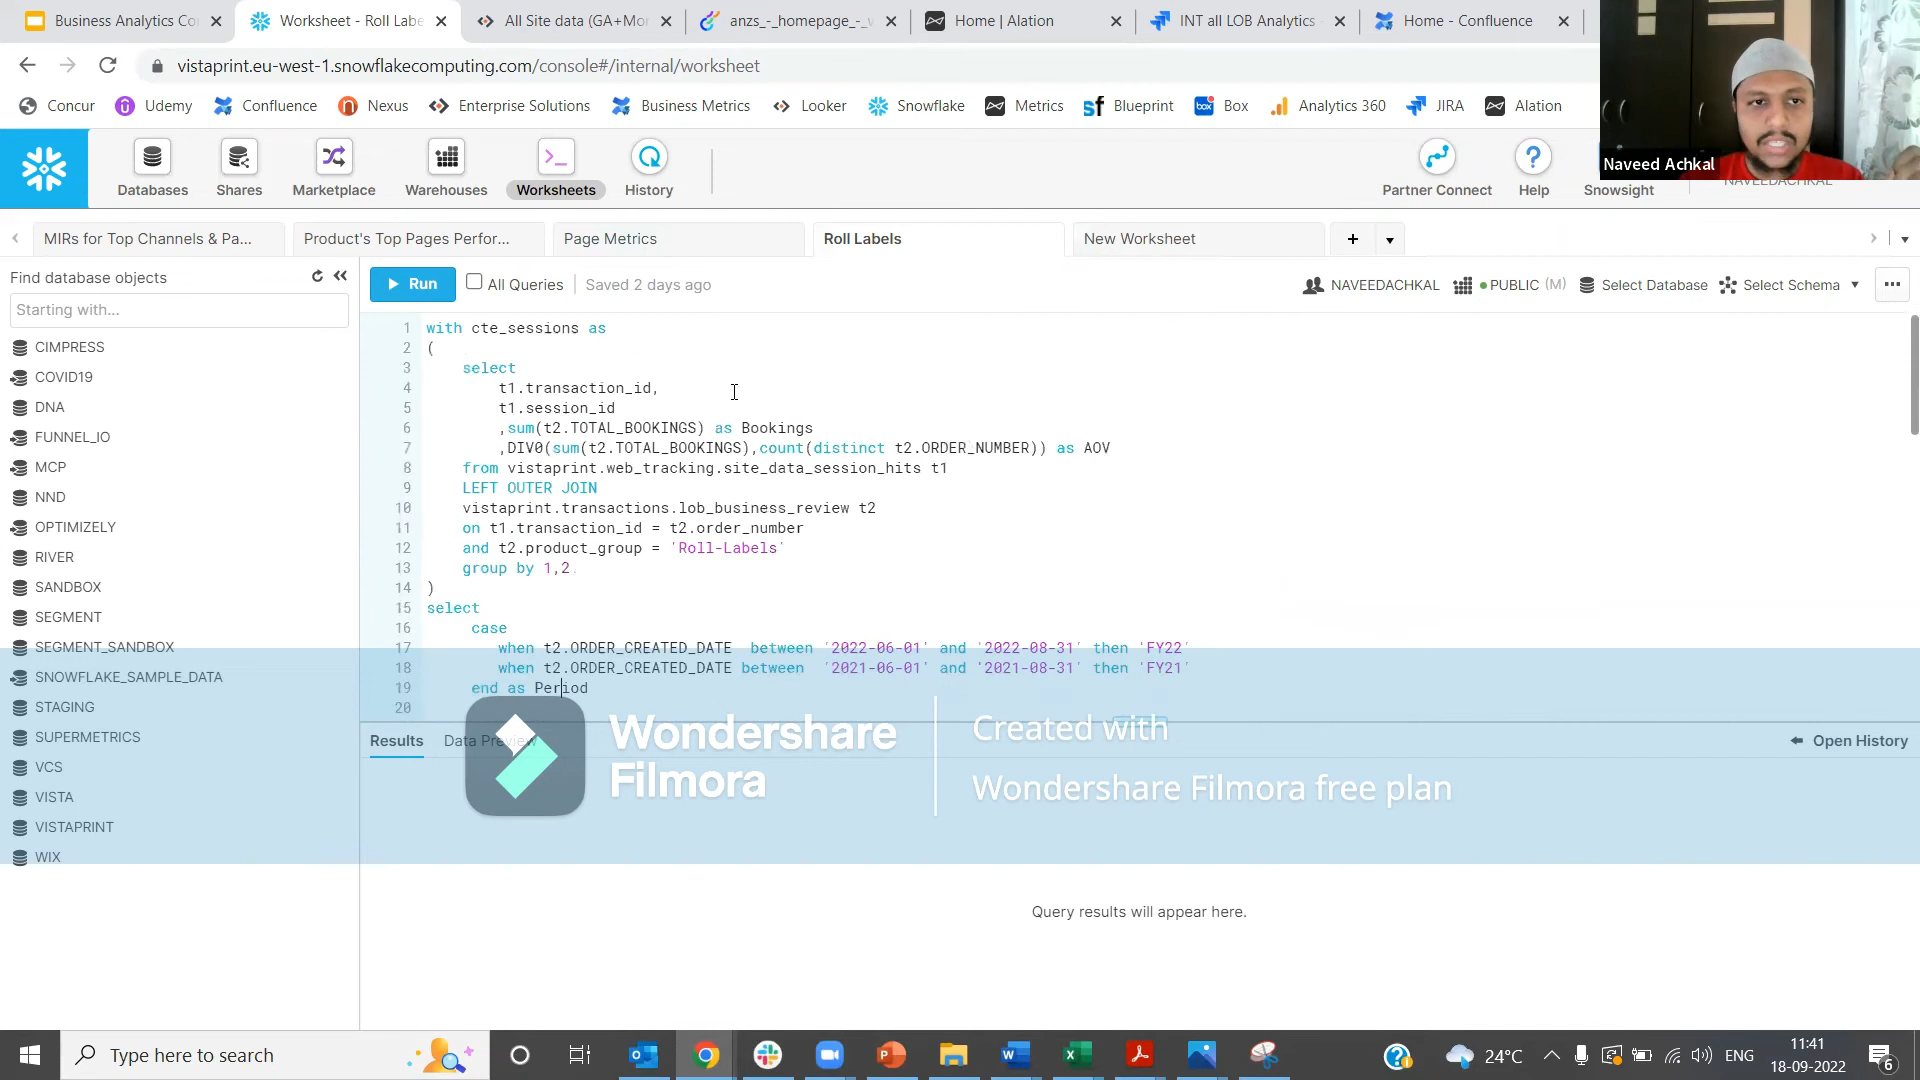 Business Analytics Co
Worksheet - Roll Labe
All Site data (GA+Mor
anzs_-_homepage_-_v
Home | Alation
INT all LOB Analytics
Home - Confluence
vistaprint.eu-west-1.snowflakecomputing.com/console#/internal/worksheet
Concur
Udemy
Confluence
Nexus
Enterprise Solutions
Business Metrics
Looker
Snowflake
Metrics
Blueprint
Box
Analytics 360
JIRA
Alation
Naveed Achkal
Databases
Shares
Marketplace
Warehouses
Worksheets
History
Partner Connect
Help
Snowsight
NAVEEDACHKAL
MIRs for Top Channels & Pa...
Product's Top Pages Perfor...
Page Metrics
Roll Labels
New Worksheet
Find database objects
Starting with...
CIMPRESS
COVID19
DNA
FUNNEL_IO
MCP
NND
OPTIMIZELY
RIVER
SANDBOX
SEGMENT
SEGMENT_SANDBOX
SNOWFLAKE_SAMPLE_DATA
STAGING
SUPERMETRICS
VCS
VISTA
VISTAPRINT
WIX
Run
All Queries
Saved 2 days ago
NAVEEDACHKAL
PUBLIC (M)
Select Database
Select Schema
1 with cte_sessions as
2 (
3 select
4 t1.transaction_id,
5 t1.session_id
6 ,sum(t2.TOTAL_BOOKINGS) as Bookings
7 ,DIV0(sum(t2.TOTAL_BOOKINGS),count(distinct t2.ORDER_NUMBER)) as AOV
8 from vistaprint.web_tracking.site_data_session_hits t1
9 LEFT OUTER JOIN
10 vistaprint.transactions.lob_business_review t2
11 on t1.transaction_id = t2.order_number
12 and t2.product_group = 'Roll-Labels'
13 group by 1,2
14 )
15 select
16 case
17 when t2.ORDER_CREATED_DATE between '2022-06-01' and '2022-08-31' then 'FY22'
18 when t2.ORDER_CREATED_DATE between '2021-06-01' and '2021-08-31' then 'FY21'
19 end as Period
20
Results
Data Preview
Open History
Wondershare
Filmora
Created with
Wondershare Filmora free plan
Query results will appear here.
Type here to search
24°C
ENG
11:41
18-09-2022
6